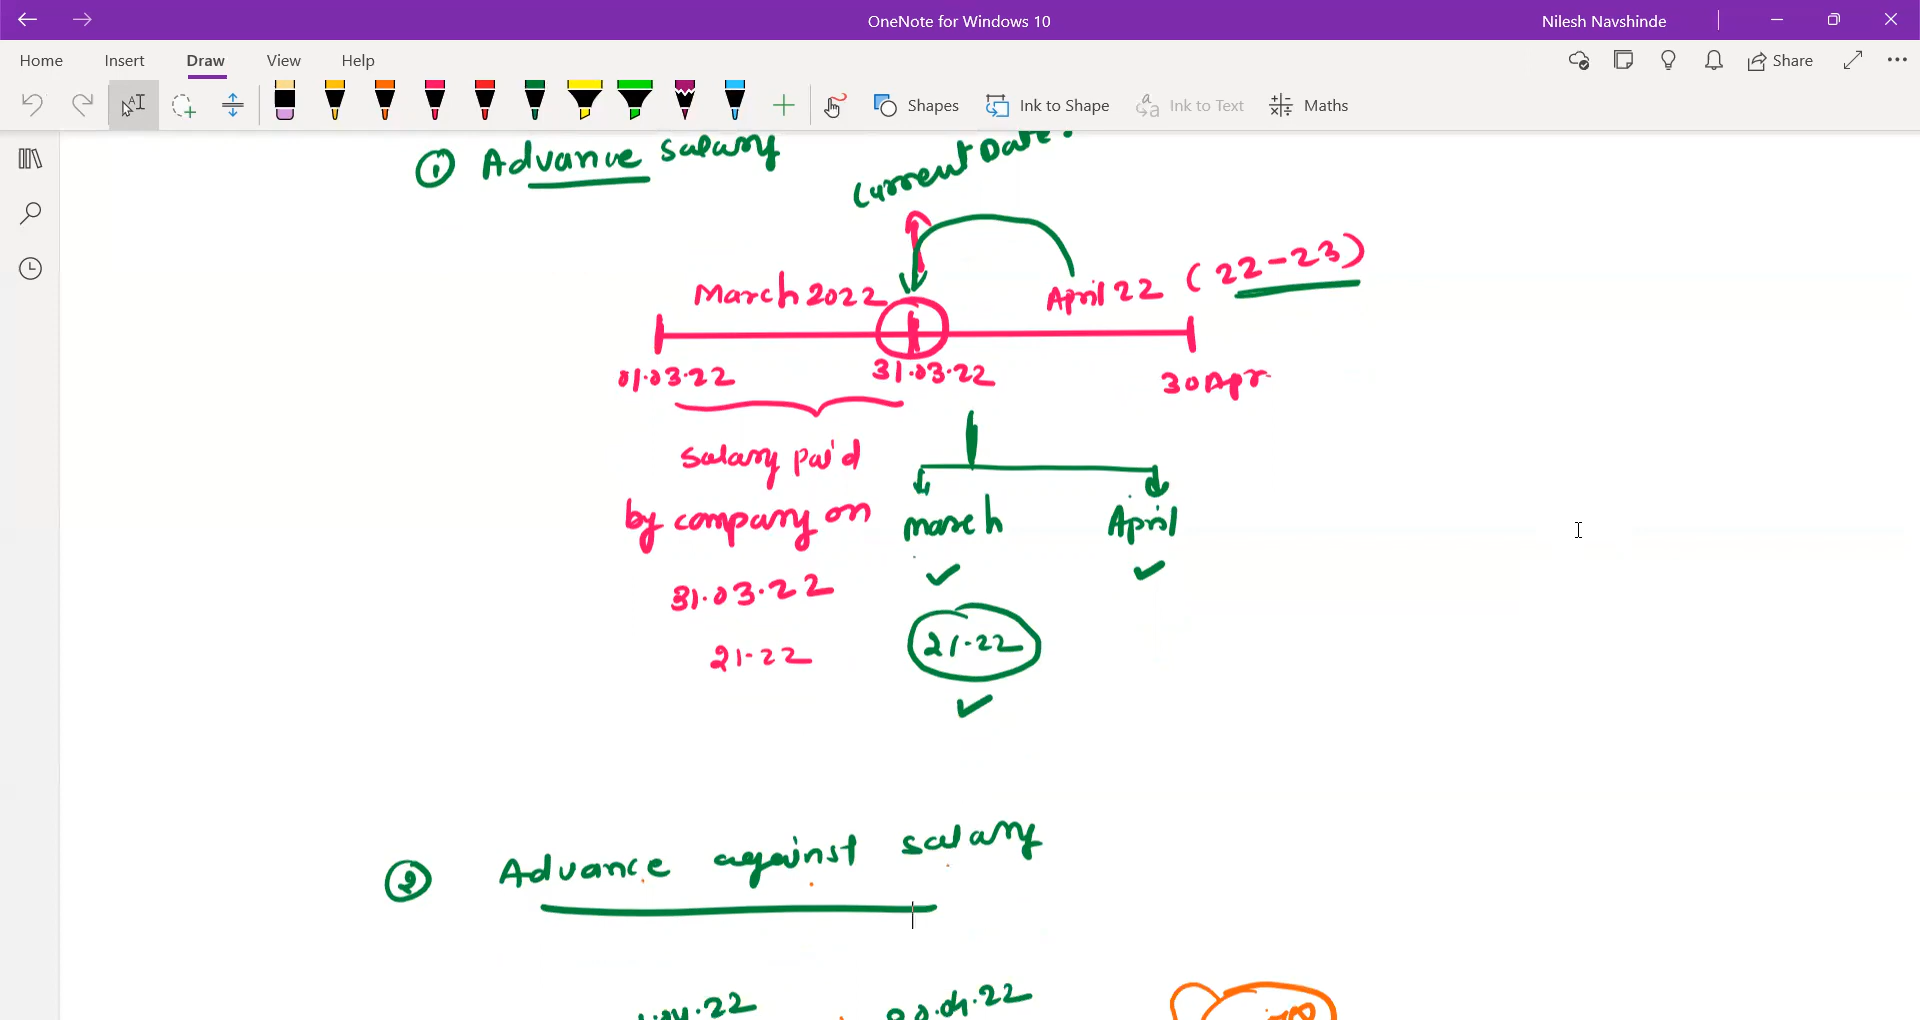 OneNote for Windows 10
Nilesh Navshinde
Home Insert Draw View Help
Share
Shapes Ink to Shape Ink to Text Maths
① Advance salary
Current Date
March 2022 April 22 (22-23)
01.03.22 31.03.22 30 Apr
salary paid
by company on
31.03.22
21-22
march April
21-22
② Advance against salary
.22 .04.22